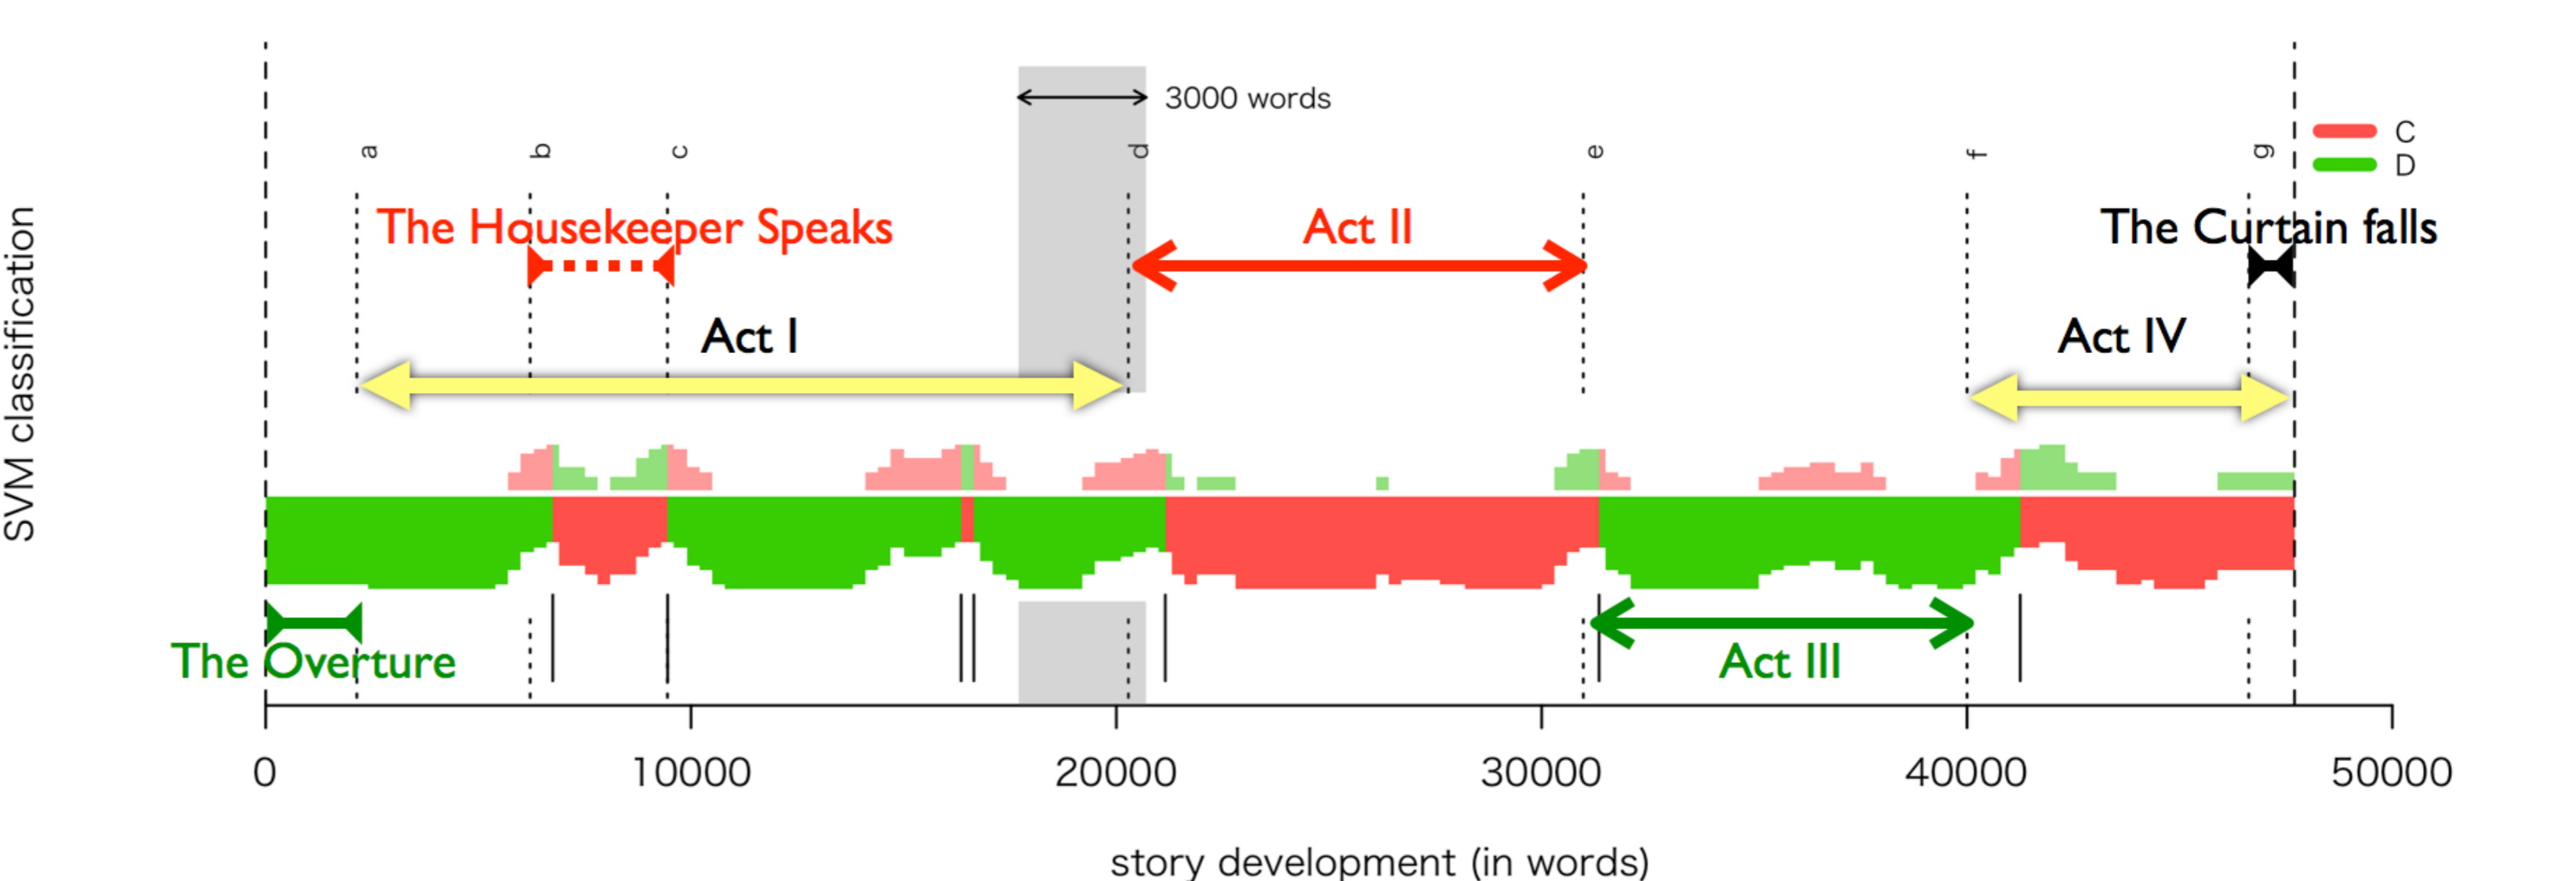 3000 words
C
D
a
b
c
d
e
f
g
The Housekeeper Speaks
Act II
The Curtain falls
Act I
Act IV
SVM classification
The Overture
Act III
0
10000
20000
30000
40000
50000
story development (in words)